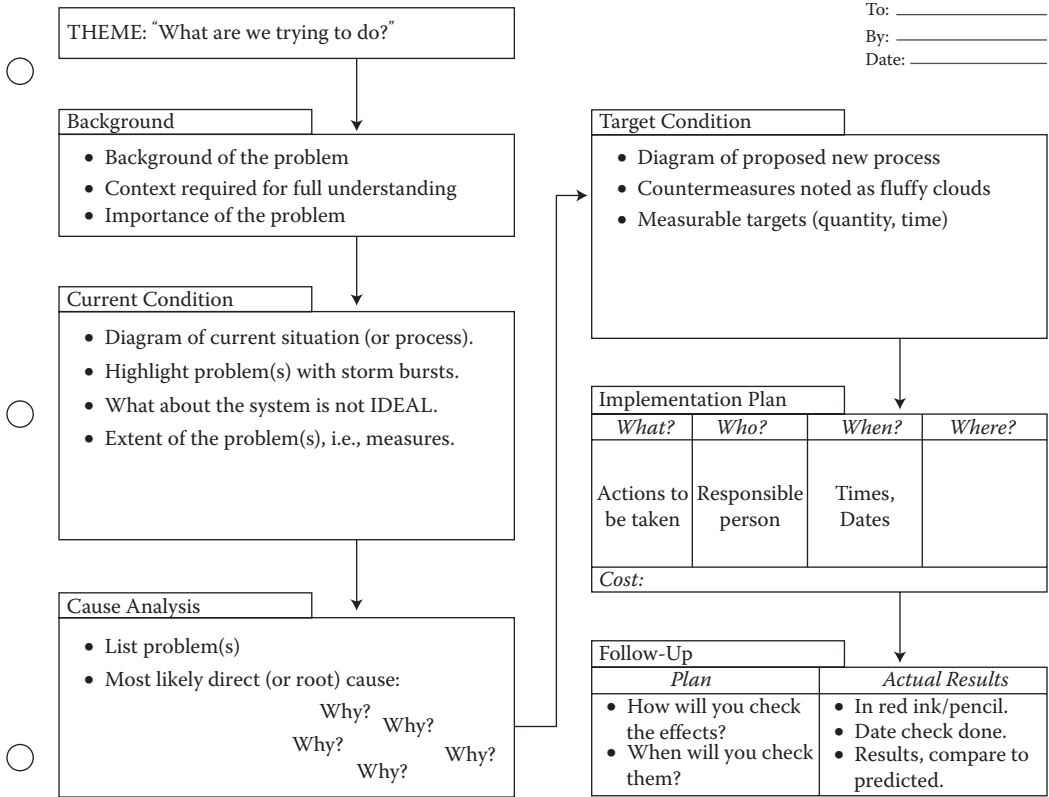 THEME: “What are we trying to do?”
Background
• Background of the problem
• Context required for full understanding
• Importance of the problem
Current Condition
• Diagram of current situation (or process).
• Highlight problem(s) with storm bursts.
• What about the system is not IDEAL.
• Extent of the problem(s), i.e., measures.
Cause Analysis
• List problem(s)
• Most likely direct (or root) cause:
Why?
Why?
Why?
Why?
Why?
To:
By:
Date:
Target Condition
• Diagram of proposed new process
• Countermeasures noted as fluffy clouds
• Measurable targets (quantity, time)
Implementation Plan
What? Who? When? Where?
Actions to
be taken
Responsible
person
Times,
Dates
Cost:
Follow-Up
Plan
• How will you check
the effects?
• When will you check
them?
Actual Results
• In red ink/pencil.
• Date check done.
• Results, compare to
predicted.